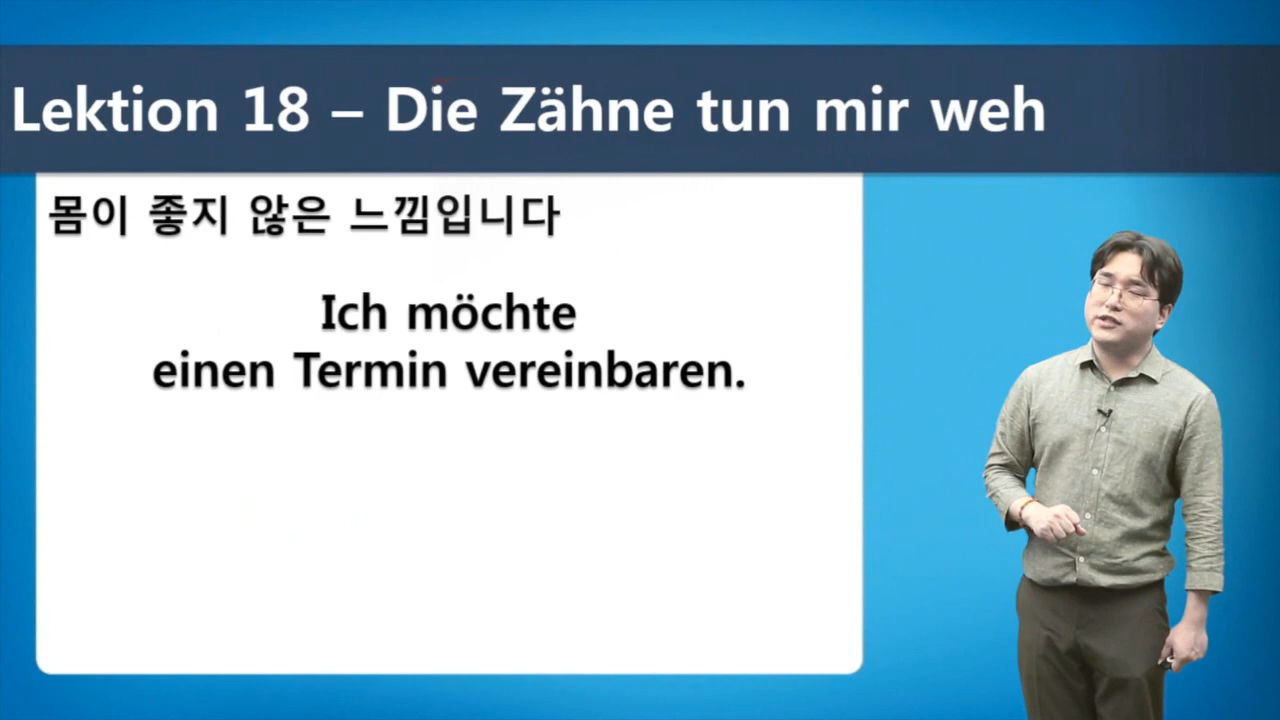 Lektion 18 – Die Zähne tun mir weh
몸이 좋지 않은 느낌입니다
Ich möchte
einen Termin vereinbaren.